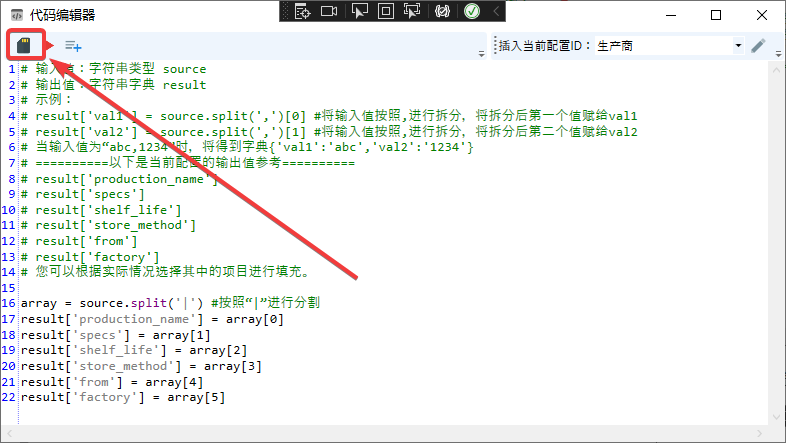 代码编辑器
插入当前配置ID： 生产商
1 # 输入值：字符串类型 source
2 # 输出值：字符串字典 result
3 # 示例：
4 # result['val1'] = source.split(',')[0] #将输入值按照,进行拆分，将拆分后第一个值赋给val1
5 # result['val2'] = source.split(',')[1] #将输入值按照,进行拆分，将拆分后第二个值赋给val2
6 # 当输入值为“abc,1234”时，将得到字典{'val1':'abc','val2':'1234'}
7 # ==========以下是当前配置的输出值参考==========
8 # result['production_name']
9 # result['specs']
10 # result['shelf_life']
11 # result['store_method']
12 # result['from']
13 # result['factory']
14 # 您可以根据实际情况选择其中的项目进行填充。
15
16 array = source.split('|') #按照“|”进行分割
17 result['production_name'] = array[0]
18 result['specs'] = array[1]
19 result['shelf_life'] = array[2]
20 result['store_method'] = array[3]
21 result['from'] = array[4]
22 result['factory'] = array[5]